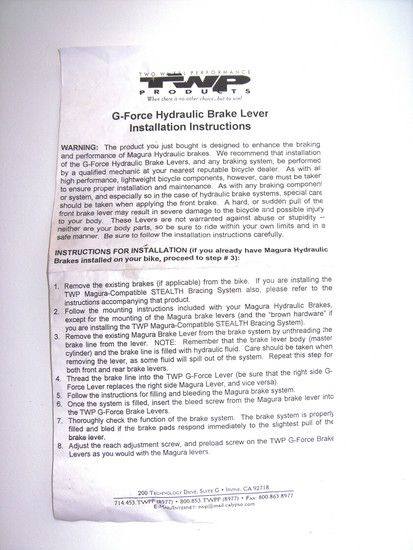 TWO WHEEL PERFORMANCE
TWP
PRODUCTS
When there is no other choice...but to win!
G-Force Hydraulic Brake Lever
Installation Instructions
WARNING: The product you just bought is designed to enhance the braking
and performance of Magura Hydraulic brakes. We recommend that installation
of the G-Force Hydraulic Brake Levers, and any braking system, be performed
by a qualified mechanic at your nearest reputable bicycle dealer. As with all
high performance, lightweight bicycle components, however, care must be taken
to ensure proper installation and maintenance. As with any braking component
or system, and especially so in the case of hydraulic brake systems, special care
should be taken when applying the front brake. A hard, or sudden pull of the
front brake lever may result in severe damage to the bicycle and possible injury
to your body. These Levers are not warranted against abuse or stupidity --
neither are your body parts, so be sure to ride within your own limits and in a
safe manner. Be sure to follow the installation instructions carefully.
INSTRUCTIONS FOR INSTALLATION (if you already have Magura Hydraulic
Brakes installed on your bike, proceed to step # 3):
1. Remove the existing brakes (if applicable) from the bike. If you are installing the
TWP Magura-Compatible STEALTH Bracing System also, please refer to the
instructions accompanying that product.
2. Follow the mounting instructions included with your Magura Hydraulic Brakes,
except for the mounting of the Magura brake levers (and the "brown hardware" if
you are installing the TWP Magura-Compatible STEALTH Bracing System).
3. Remove the existing Magura Brake Lever from the brake system by unthreading the
brake line from the lever. NOTE: Remember that the brake lever body (master
cylinder) and the brake line is filled with hydraulic fluid. Care should be taken when
removing the lever, as some fluid will spill out of the system. Repeat this step for
both front and rear brake levers.
4. Thread the brake line into the TWP G-Force Lever (be sure that the right side G-
Force Lever replaces the right side Magura Lever, and vice versa).
5. Follow the instructions for filling and bleeding the Magura brake system.
6. Once the system is filled, insert the bleed screw from the Magura brake lever into
the TWP G-Force Brake Levers.
7. Thoroughly check the function of the brake system. The brake system is properly
filled and bled if the brake pads respond immediately to the slightest pull of the
brake lever.
8. Adjust the reach adjustment screw, and preload screw on the TWP G-Force Brake
Levers as you would with the Magura levers.
200 TECHNOLOGY DRIVE, SUITE G • IRVINE, CA 92718
714.453.TWPP (8977) • 800.853 TWPP (8977) • FAX 800.863 8977
E-MAIL/INTERNET: twp@mail.calypso.com